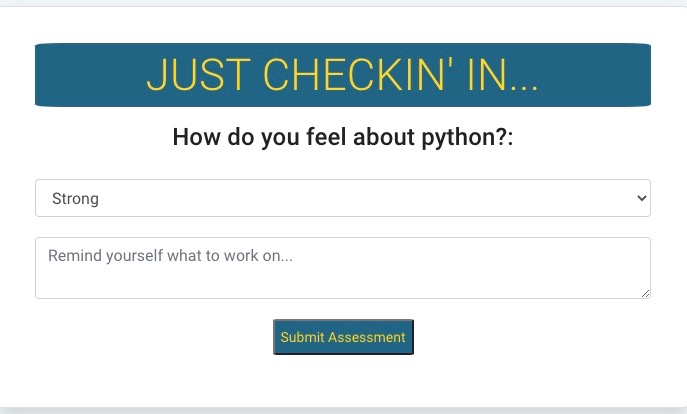 JUST CHECKIN' IN...
How do you feel about python?:
Strong
Remind yourself what to work on...
Submit Assessment